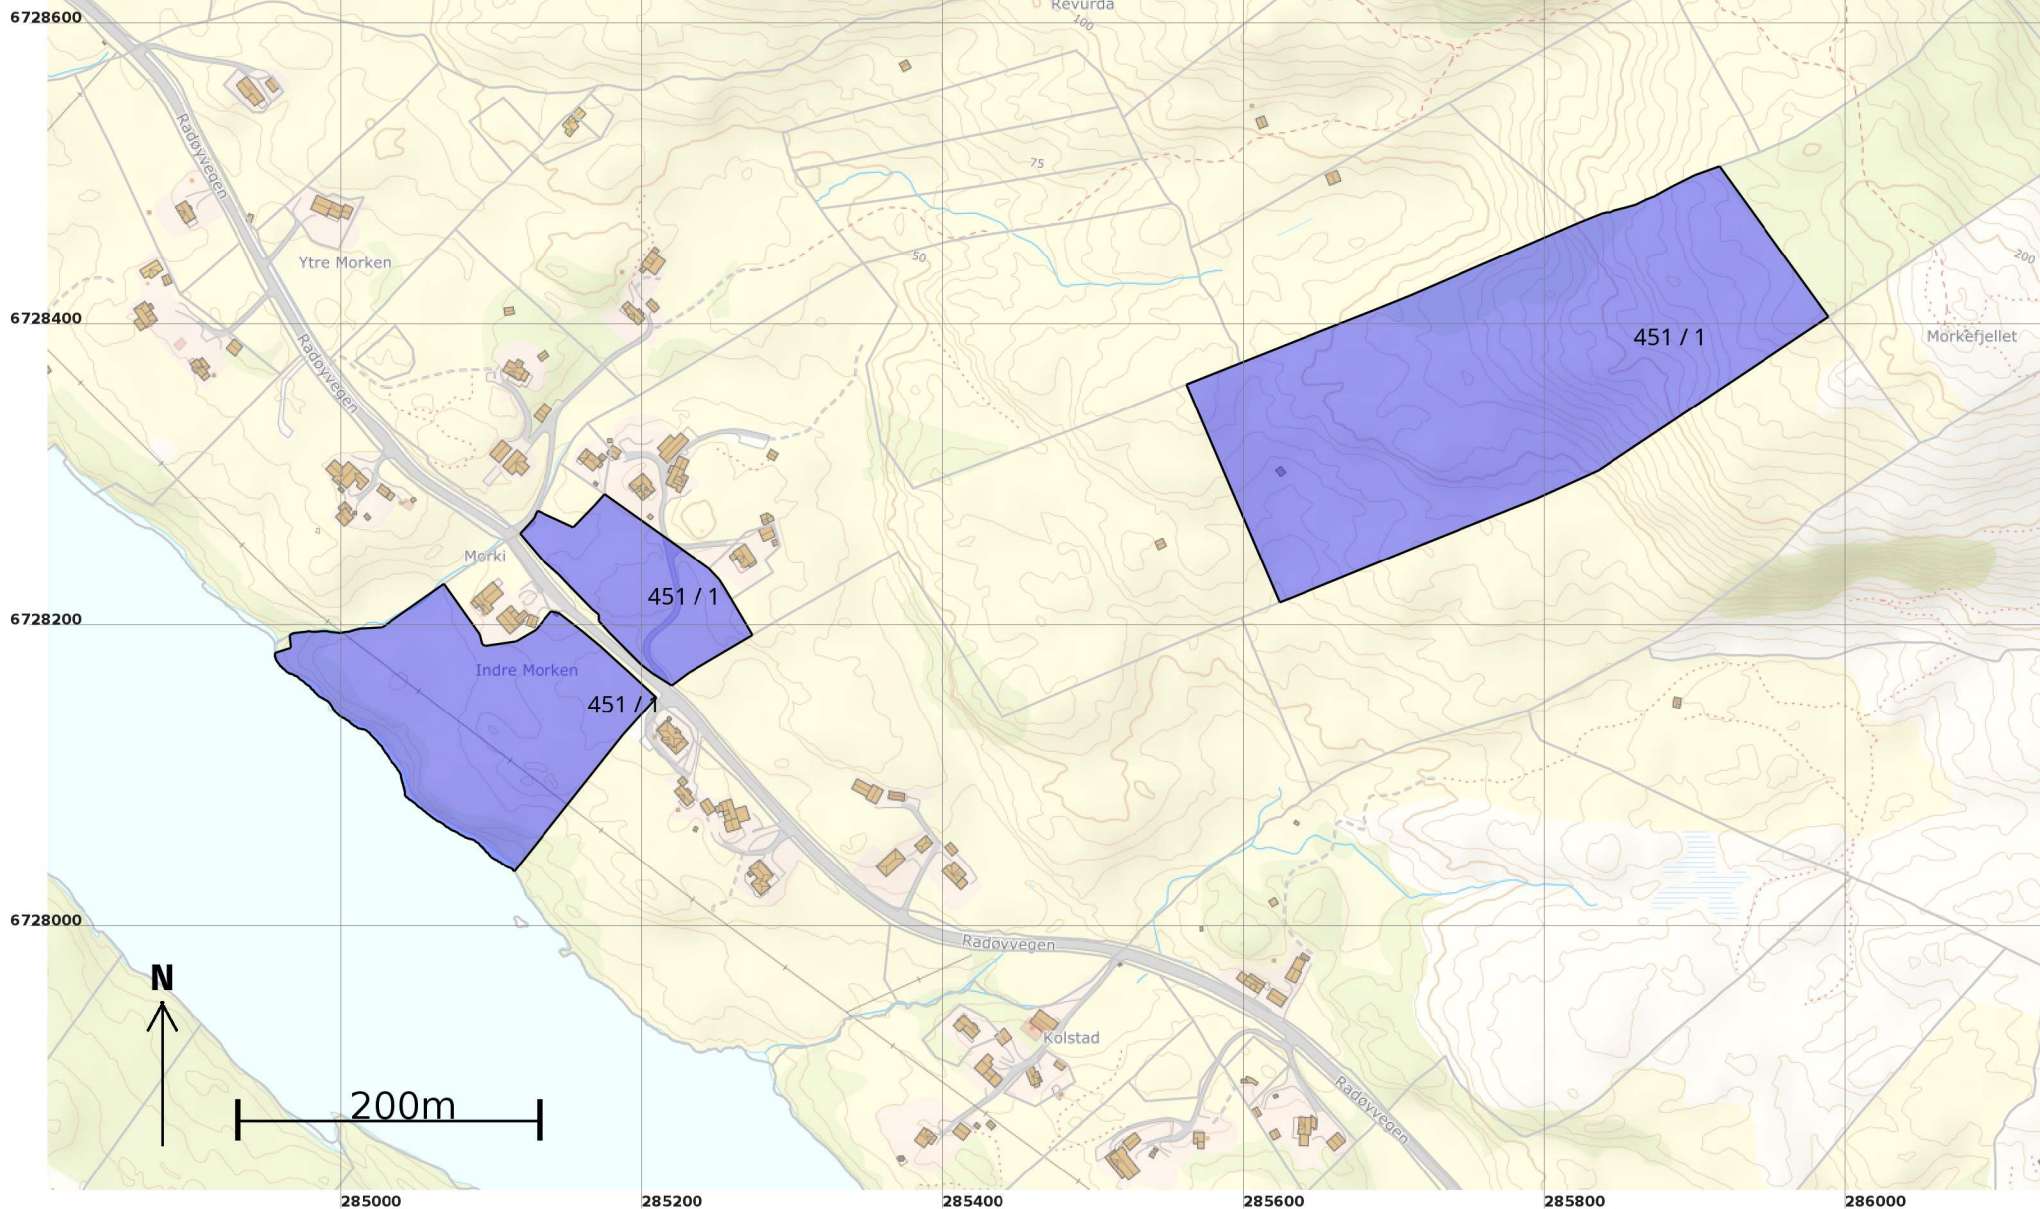 Revurda
6728600
100
Radøyvegen
75
Ytre Morken
50
200
6728400
451 / 1
Morkefjellet
Radøyvegen
Morki
451 / 1
6728200
Indre Morken
451 / 1
6728000
Radøyvegen
N
Kolstad
200m
Radøyvegen
285000
285200
285400
285600
285800
286000